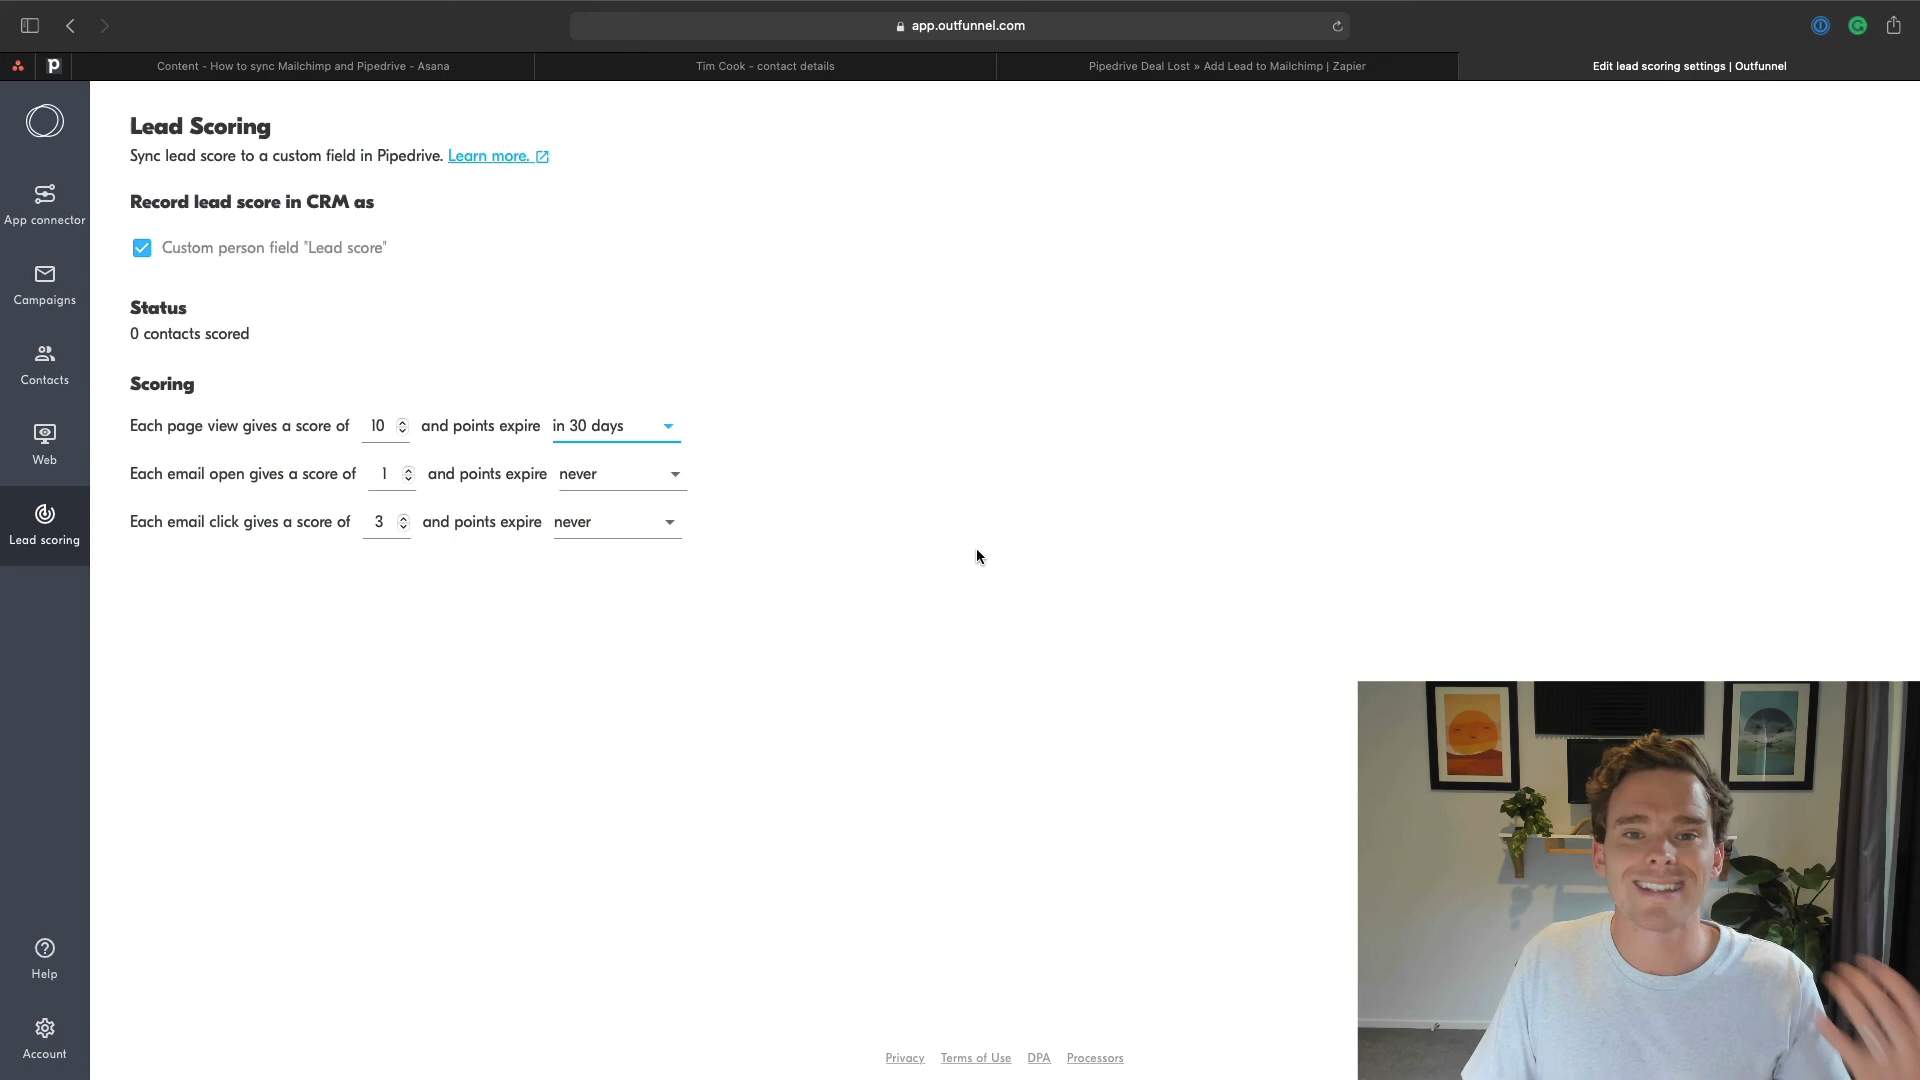 app.outfunnel.com
Content - How to sync Mailchimp and Pipedrive - Asana
Tim Cook - contact details
Pipedrive Deal Lost » Add Lead to Mailchimp | Zapier
Edit lead scoring settings | Outfunnel
App connector
Campaigns
Contacts
Web
Lead scoring
Help
Account
Lead Scoring
Sync lead score to a custom field in Pipedrive. Learn more.
Record lead score in CRM as
Custom person field "Lead score"
Status
0 contacts scored
Scoring
Each page view gives a score of 10 and points expire in 30 days
Each email open gives a score of 1 and points expire never
Each email click gives a score of 3 and points expire never
Privacy Terms of Use DPA Processors